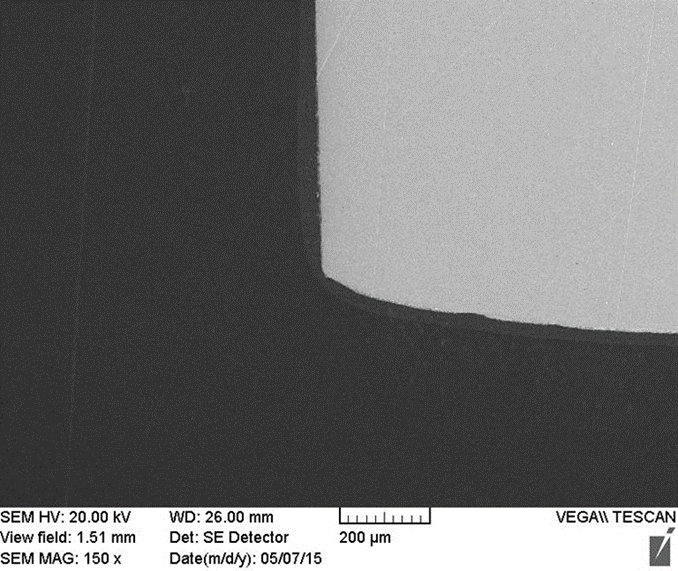 SEM HV: 20.00 kV WD: 26.00 mm VEGA\\ TESCAN
View field: 1.51 mm Det: SE Detector 200 µm
SEM MAG: 150 x Date(m/d/y): 05/07/15